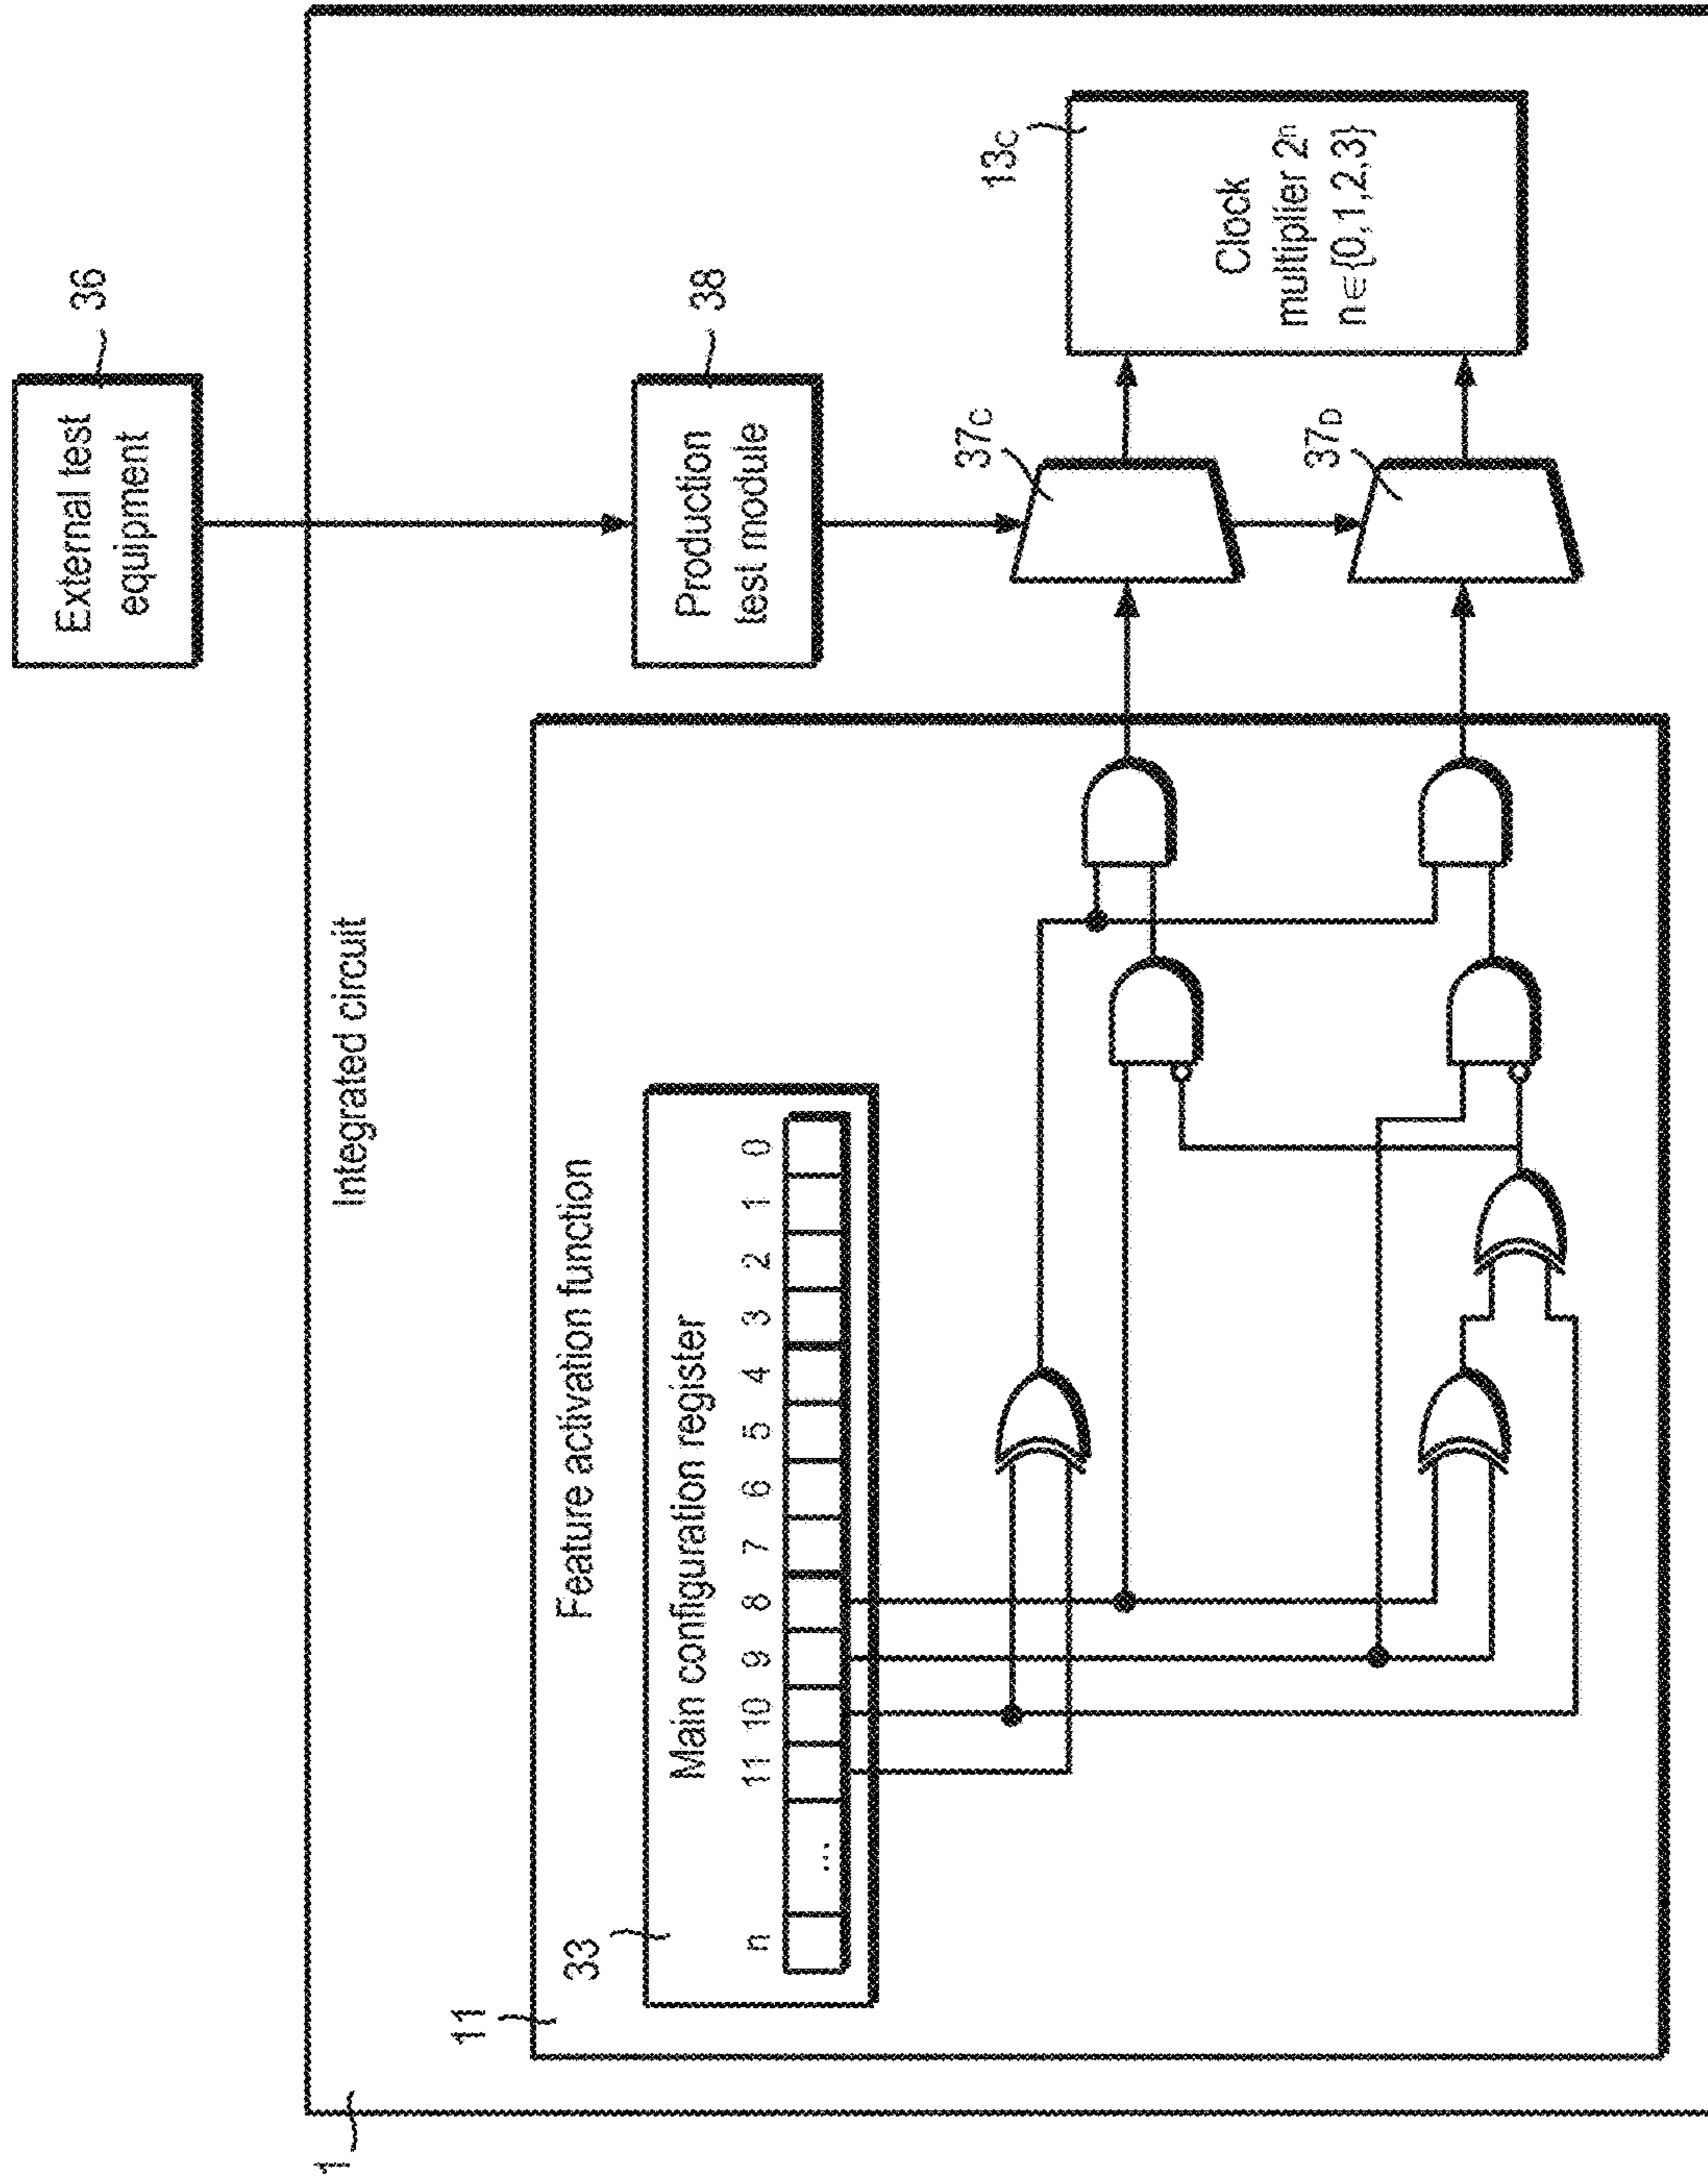 External test
equipment
36
1
Integrated circuit
11
Feature activation function
33
Main configuration register
n ... 11 10 9 8 7 6 5 4 3 2 1 0
Production
test module
38
37C
37D
13C
Clock
multiplier 2ⁿ
n∈{0,1,2,3}